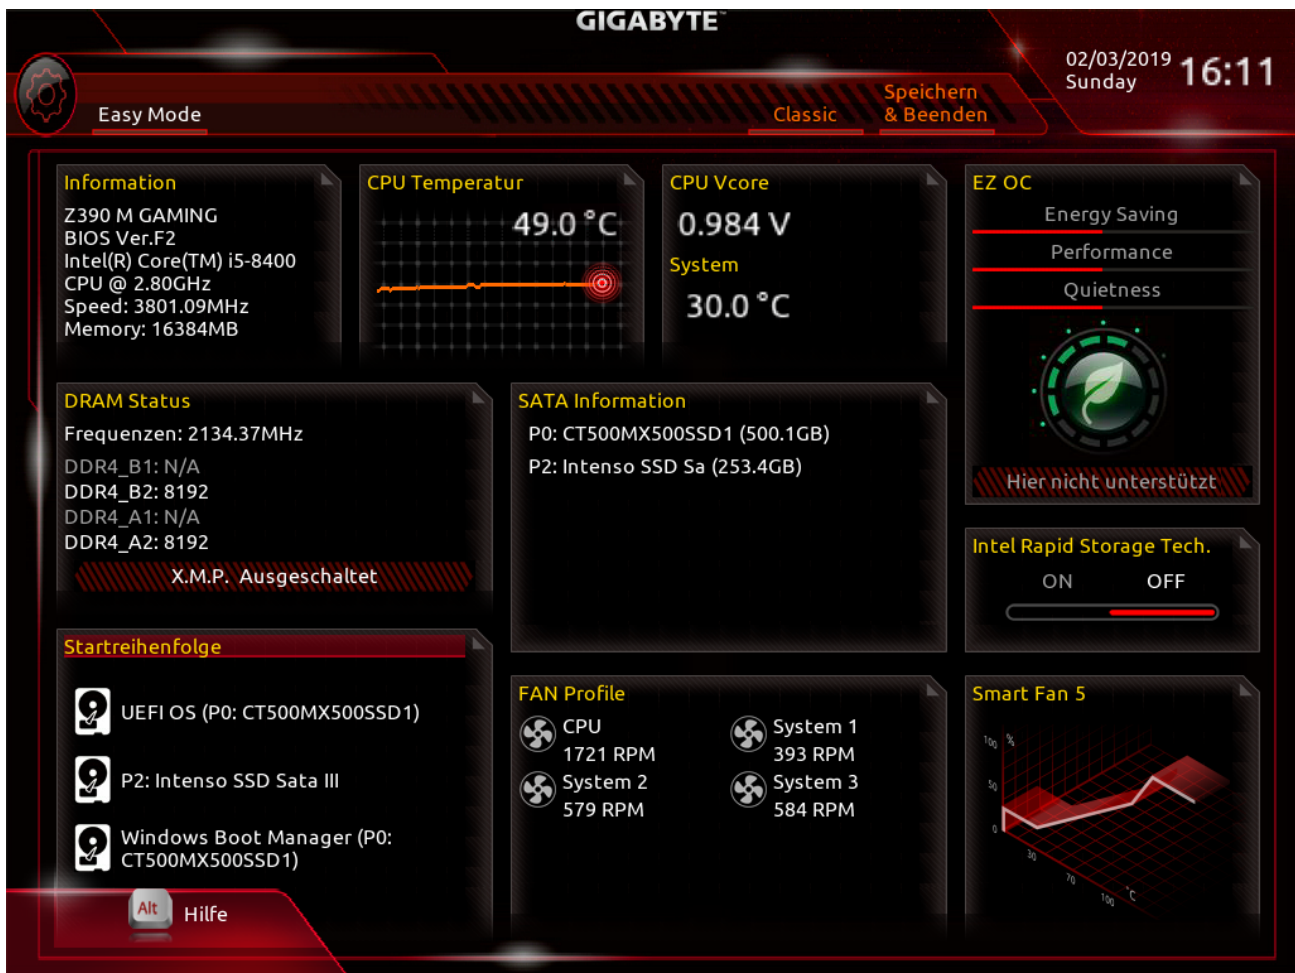 GIGABYTE™
02/03/2019
Sunday
16:11
Easy Mode
Classic
Speichern
& Beenden
Information
Z390 M GAMING
BIOS Ver.F2
Intel(R) Core(TM) i5-8400
CPU @ 2.80GHz
Speed: 3801.09MHz
Memory: 16384MB
CPU Temperatur
49.0 °C
CPU Vcore
0.984 V
System
30.0 °C
EZ OC
Energy Saving
Performance
Quietness
Hier nicht unterstützt
DRAM Status
Frequenzen: 2134.37MHz
DDR4_B1: N/A
DDR4_B2: 8192
DDR4_A1: N/A
DDR4_A2: 8192
X.M.P. Ausgeschaltet
SATA Information
P0: CT500MX500SSD1 (500.1GB)
P2: Intenso SSD Sa (253.4GB)
Intel Rapid Storage Tech.
ON OFF
Startreihenfolge
UEFI OS (P0: CT500MX500SSD1)
P2: Intenso SSD Sata III
Windows Boot Manager (P0:
CT500MX500SSD1)
FAN Profile
CPU
1721 RPM
System 1
393 RPM
System 2
579 RPM
System 3
584 RPM
Smart Fan 5
100 %
50
0
30
70
100 °C
Alt Hilfe